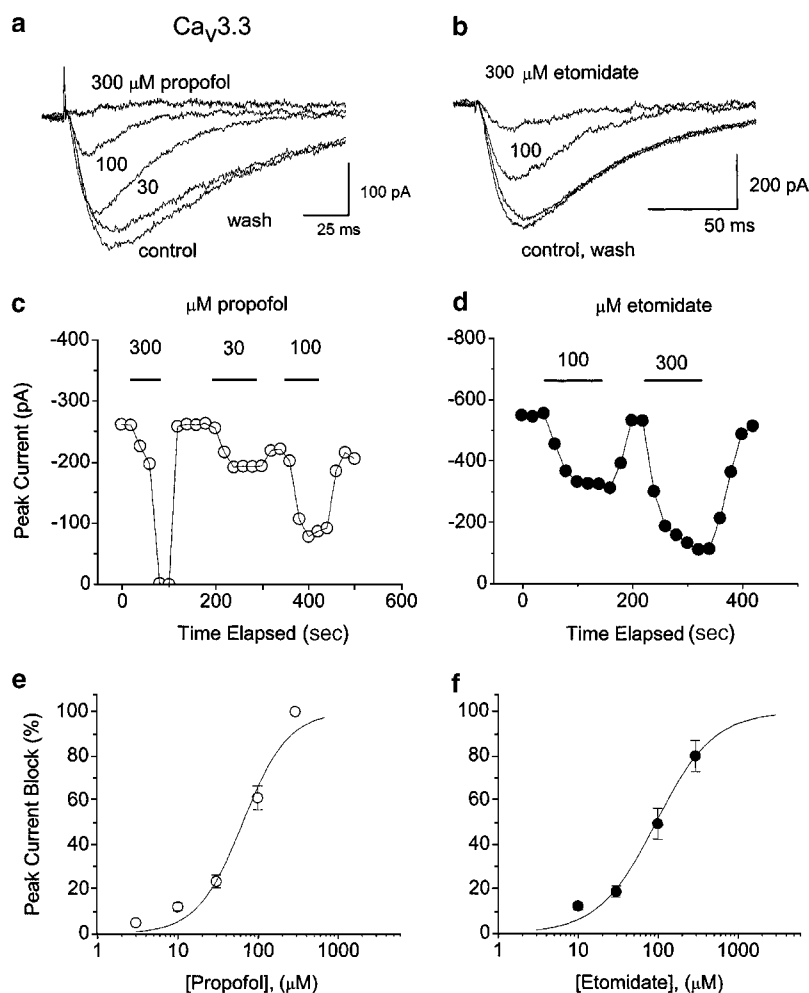 a
Ca_V3.3
300 μM propofol
100
30
wash
control
100 pA
25 ms
b
300 μM etomidate
100
200 pA
50 ms
control, wash
c
μM propofol
300
30
100
-400
-300
-200
-100
0
Peak Current (pA)
0
200
400
600
Time Elapsed (sec)
d
μM etomidate
100
300
-800
-600
-400
-200
0
0
200
400
Time Elapsed (sec)
e
100
80
60
40
20
0
Peak Current Block (%)
1
10
100
1000
[Propofol], (μM)
f
100
80
60
40
20
0
1
10
100
1000
[Etomidate], (μM)